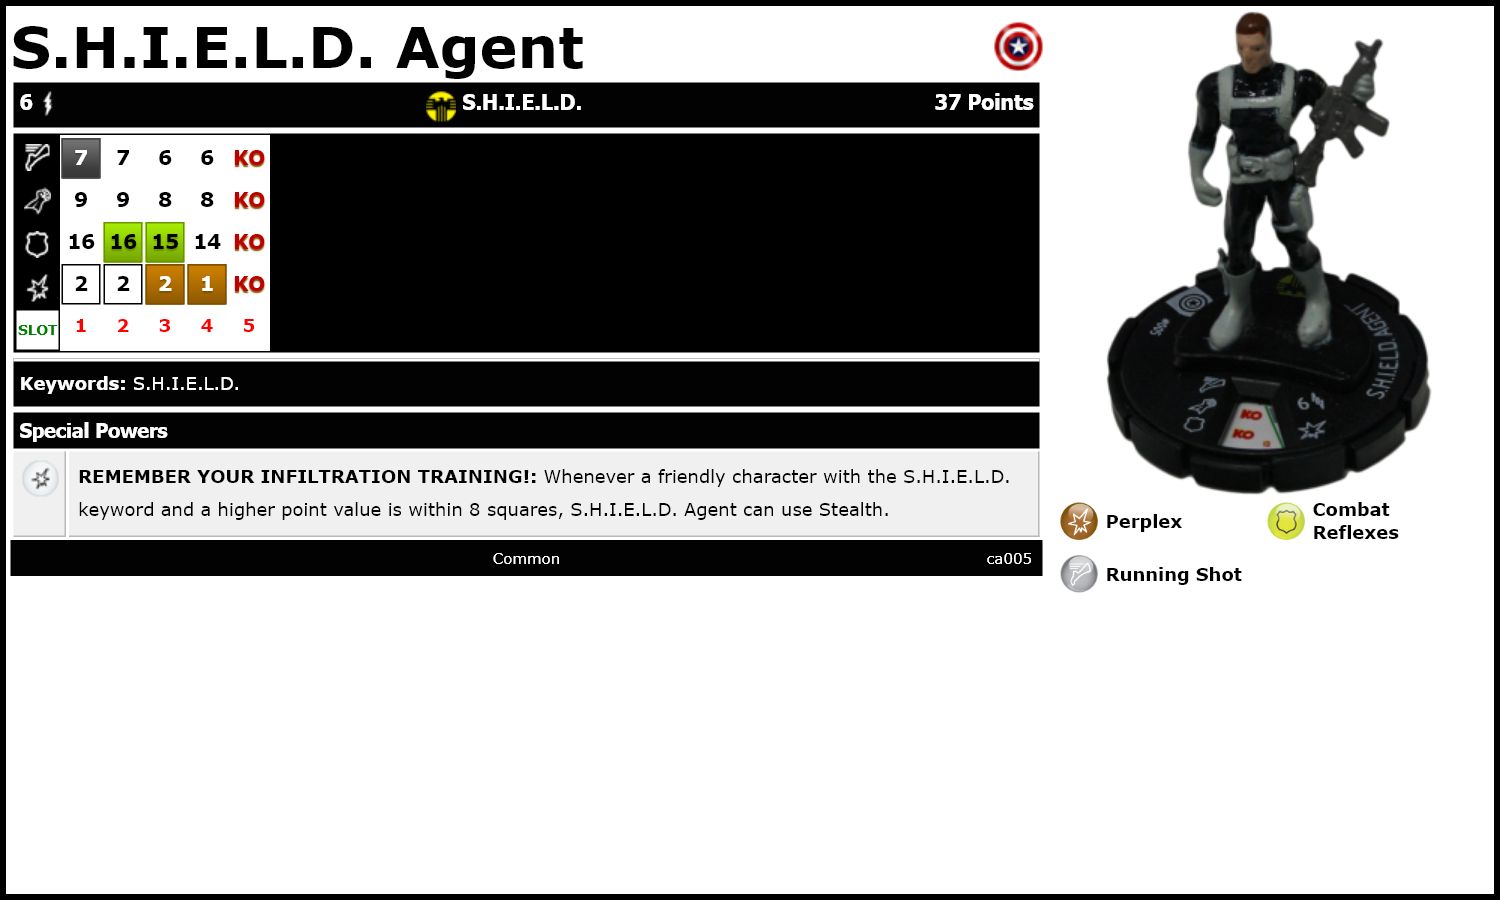 S.H.I.E.L.D. Agent
6 S.H.I.E.L.D. 37 Points
7 7 6 6 KO
9 9 8 8 KO
16 16 15 14 KO
2 2 2 1 KO
SLOT 1 2 3 4 5
Keywords: S.H.I.E.L.D.
Special Powers
REMEMBER YOUR INFILTRATION TRAINING!: Whenever a friendly character with the S.H.I.E.L.D.
keyword and a higher point value is within 8 squares, S.H.I.E.L.D. Agent can use Stealth.
Common ca005
#005
S.H.I.E.L.D. AGENT
6
KO
KO
Perplex
Combat
Reflexes
Running Shot